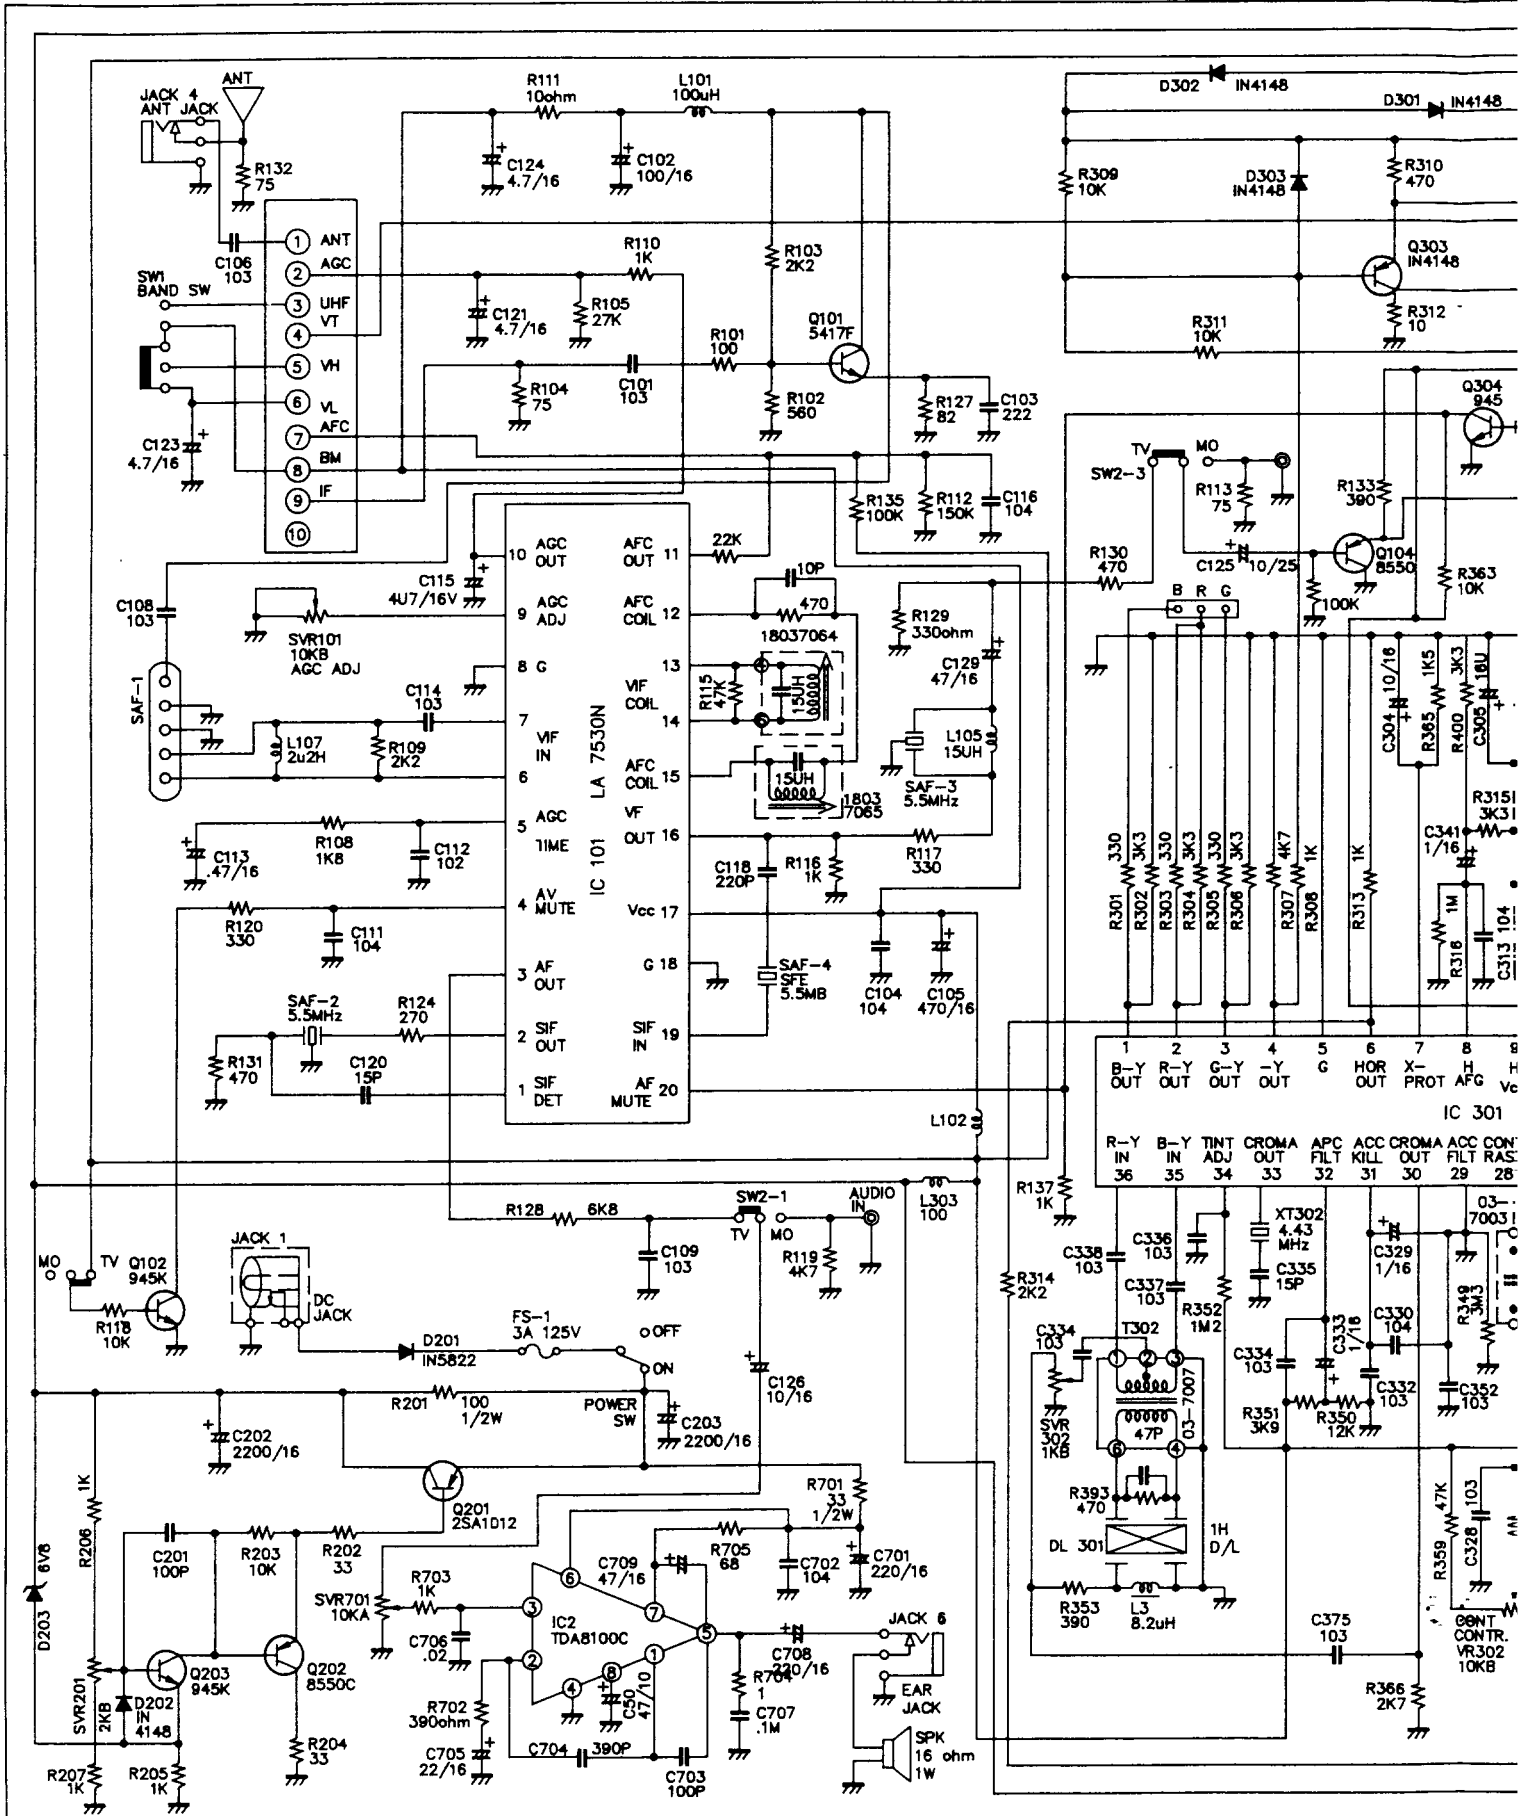 JACK 4
ANT JACK
ANT
R132
75
R111
10ohm
L101
100uH
C124
4.7/16
C102
100/16
D302
IN4148
D301
IN4148
R309
10K
D303
IN4148
R310
470
C106
103
SW1
BAND SW
1 ANT
2 AGC
3 UHF
4 VT
5 VH
6 VL
7 AFC
8 BM
9 IF
10
R110
1K
R103
2K2
C121
4.7/16
R105
27K
R101
100
Q101
5417F
Q303
IN4148
R312
10
R311
10K
C123
4.7/16
R104
75
C101
103
R102
560
R127
82
C103
222
Q304
945
TV
MO
SW2-3
R113
75
R133
390
R135
100K
R112
150K
C116
104
R130
470
C125
10/25
Q104
8550
100K
R363
10K
B R G
10 AGC OUT
AFC OUT 11
22K
C115
4U7/16V
10P
C108
103
9 AGC ADJ
AFC COIL 12
470
18037064
SVR101
10KB
AGC ADJ
R129
330ohm
C129
47/16
8 G
13
VIF COIL
14
R115
47K
15UH
C304 10/16
R365 1K5
R400 3K3
C305 16U
SAF-1
L107
2u2H
R109
2K2
C114
103
7
VIF IN
6
LA 7530N
IC 101
AFC COIL 15
15UH
1803
7065
L105
15UH
SAF-3
5.5MHz
C113
.47/16
R108
1K8
C112
102
5 AGC
TIME
VF
OUT 16
R117
330
R116
1K
C118
220P
R315
3K3
C341
1/16
R301 330
R302 3K3
R303 330
R304 3K3
R305 330
R306 3K3
R307 4K7
R308 1K
R313 1K
R316 1M
C313 104
R120
330
C111
104
4 AV MUTE
Vcc 17
3 AF OUT
G 18
SAF-4
SFE
5.5MB
C104
104
C105
470/16
SAF-2
5.5MHz
R124
270
2 SIF OUT
SIF IN 19
R131
470
C120
15P
1 SIF DET
AF MUTE 20
L102
1 2 3 4 5 6 7 8 9
B-Y OUT
R-Y OUT
G-Y OUT
-Y OUT
G
HOR OUT
X-PROT
H AFG
H Vc
IC 301
R-Y IN
B-Y IN
TINT ADJ
CROMA OUT
APC FILT
ACC KILL
CROMA OUT
ACC FILT
CON
RAS
36 35 34 33 32 31 30 29 28
L303
100
R137
1K
R128
6K8
SW2-1
TV
MO
AUDIO IN
C109
103
R119
4K7
MO
TV
Q102
945K
R118
10K
JACK 1
DC JACK
FS-1
3A 125V
OFF
ON
D201
IN5822
POWER SW
R201
100
1/2W
C203
2200/16
C126
10/16
R314
2K2
C338
103
C336
103
C337
103
R352
1M2
XT302
4.43
MHz
C335
15P
C329
1/16
03-
7003
R349
3M3
C333
1/16
C330
104
C334
103
T302
C334
103
C332
103
C352
103
03-7007
47P
SVR
302
1KB
R351
3K9
R350
12K
C202
2200/16
R206
1K
Q201
2SA1D12
R701
33
1/2W
R393
470
DL 301
1H
D/L
R359 47K
C328 103
C201
100P
R203
10K
R202
33
D203 6V8
C709
47/16
R705
68
C702
104
C701
220/16
SVR701
10KA
R703
1K
IC2
TDA8100C
1 2 3 4 5 6 7 8
C706
.02
R353
390
L3
8.2uH
JACK 6
EAR
JACK
C708
220/16
C375
103
CONT
CONTR.
VR302
10KB
Q203
945K
Q202
8550C
D202
IN
4148
SVR201
2KB
R702
390ohm
C50
47/10
R704
1
C707
.1M
R366
2K7
R204
33
C705
22/16
C704
390P
C703
100P
SPK
16 ohm
1W
R207
1K
R205
1K